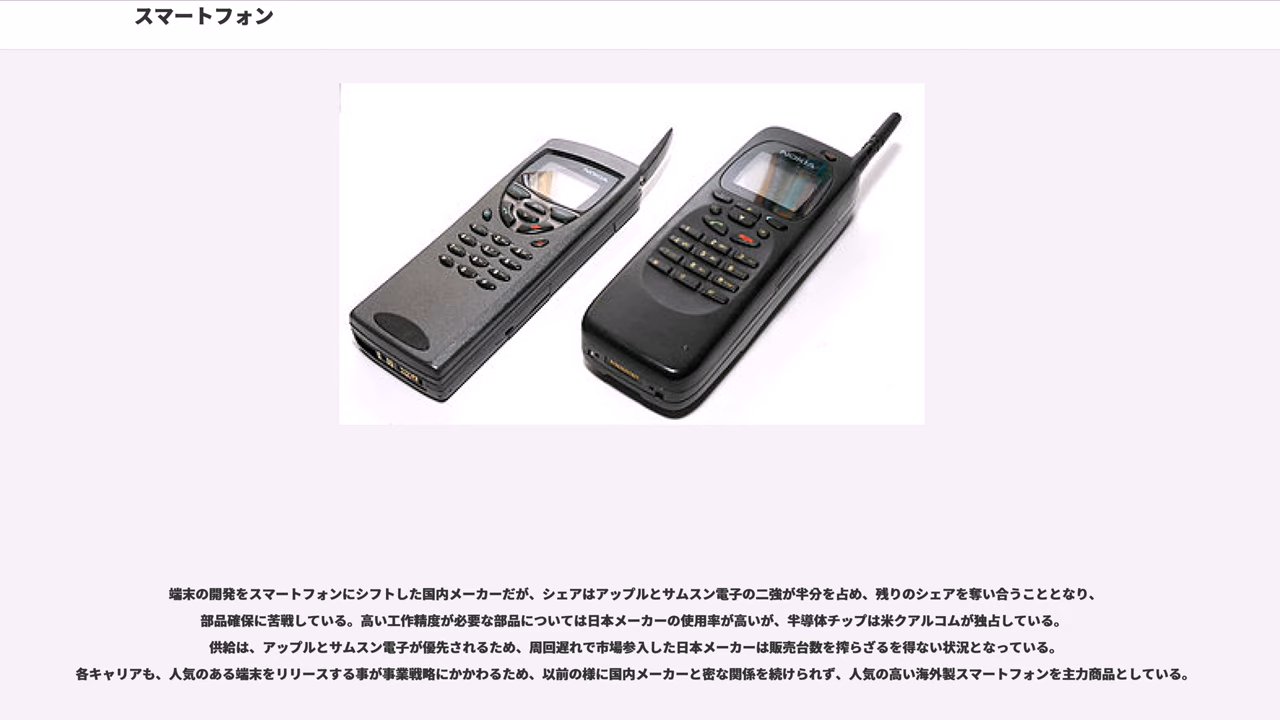 スマートフォン
NOKIA
NOKIA
端末の開発をスマートフォンにシフトした国内メーカーだが、シェアはアップルとサムスン電子の二強が半分を占め、残りのシェアを奪い合うこととなり、
部品確保に苦戦している。高い工作精度が必要な部品については日本メーカーの使用率が高いが、半導体チップは米クアルコムが独占している。
供給は、アップルとサムスン電子が優先されるため、周回遅れで市場参入した日本メーカーは販売台数を搾らざるを得ない状況となっている。
各キャリアも、人気のある端末をリリースする事が事業戦略にかかわるため、以前の様に国内メーカーと密な関係を続けられず、人気の高い海外製スマートフォンを主力商品としている。